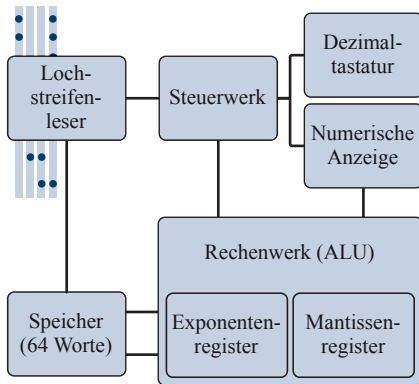 Dezimal-
tastatur
Loch-
streifen-
leser
Steuerwerk
Numerische
Anzeige
Rechenwerk (ALU)
Speicher
(64 Worte)
Exponenten-
register
Mantissen-
register